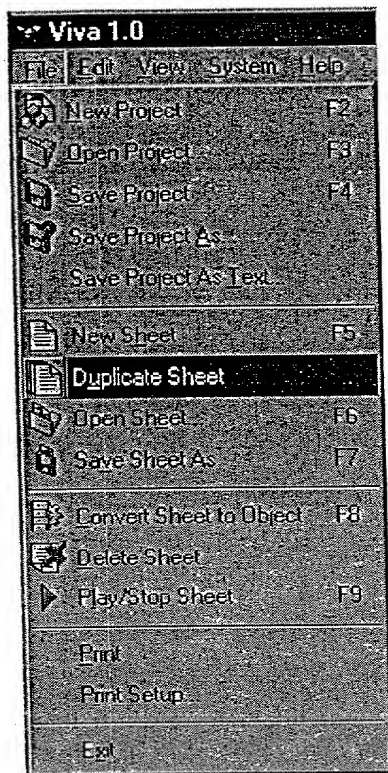 Viva 1.0
File Edit View System Help
New Project F2
Open Project F3
Save Project F4
Save Project As...
Save Project As Text...
New Sheet F5
Duplicate Sheet
Open Sheet... F6
Save Sheet As F7
Convert Sheet to Object F8
Delete Sheet
Play/Stop Sheet F9
Print
Print Setup...
Exit